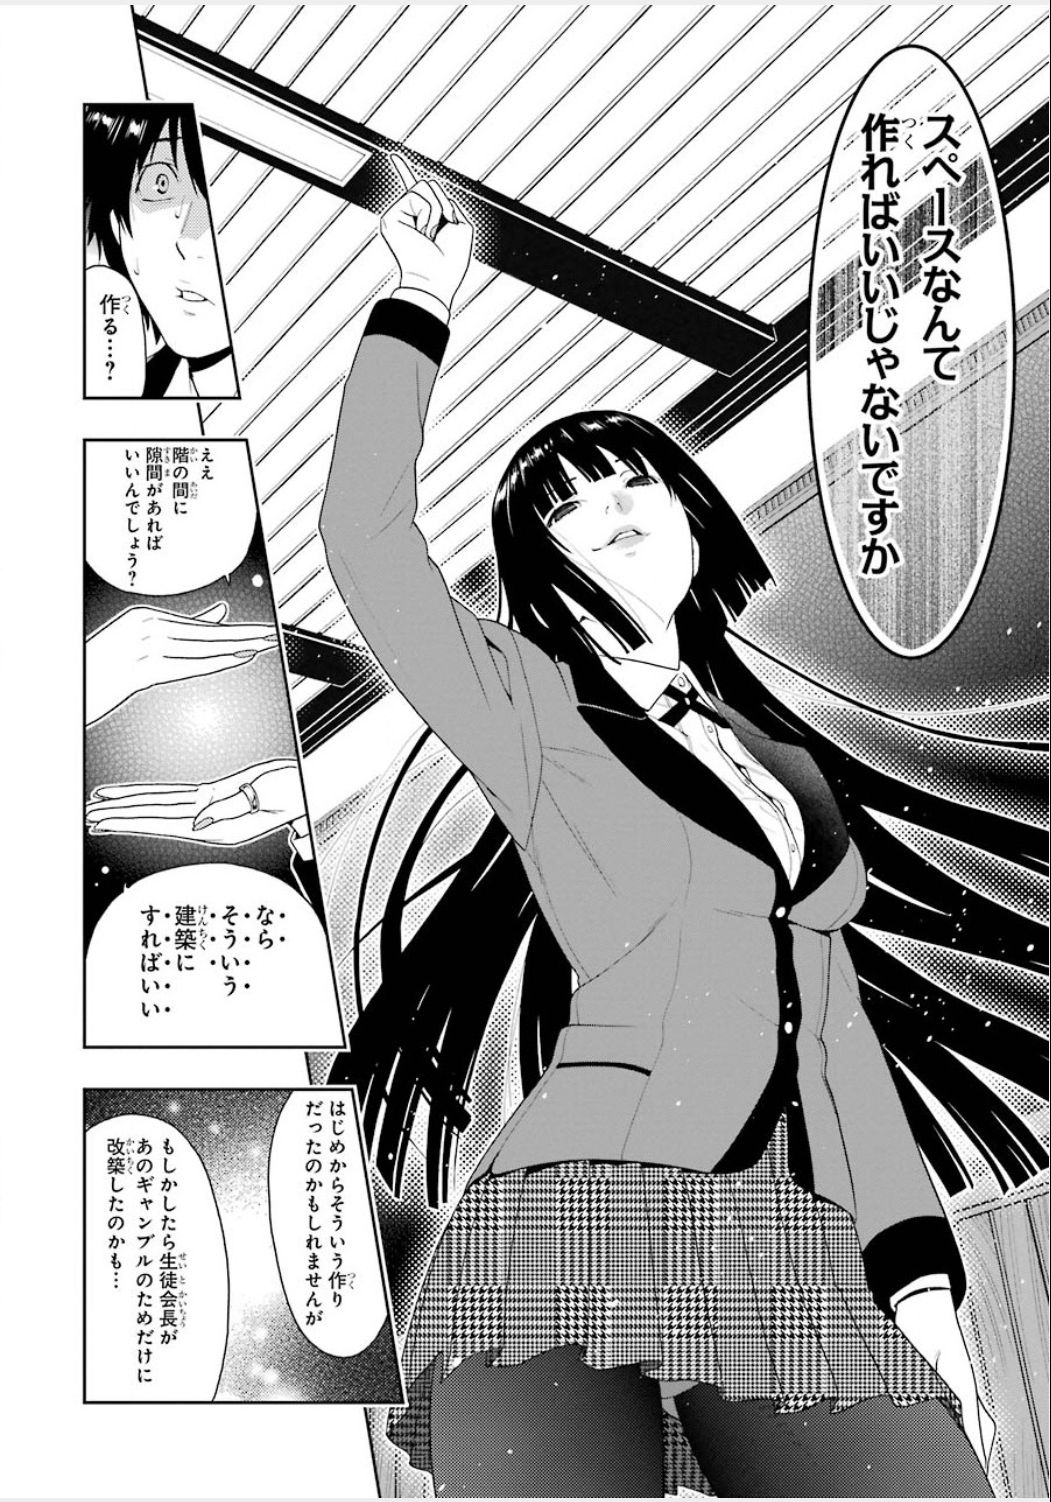 スペースなんて
作ればいいじゃないですか
作る…?
ええ
階の間に
隙間があれば
いいんでしょう?
なら
そういう
建築に
すればいい
はじめからそういう作り
だったのかもしれませんが
もしかしたら生徒会長が
あのギャンブルのためだけに
改築したのかも…